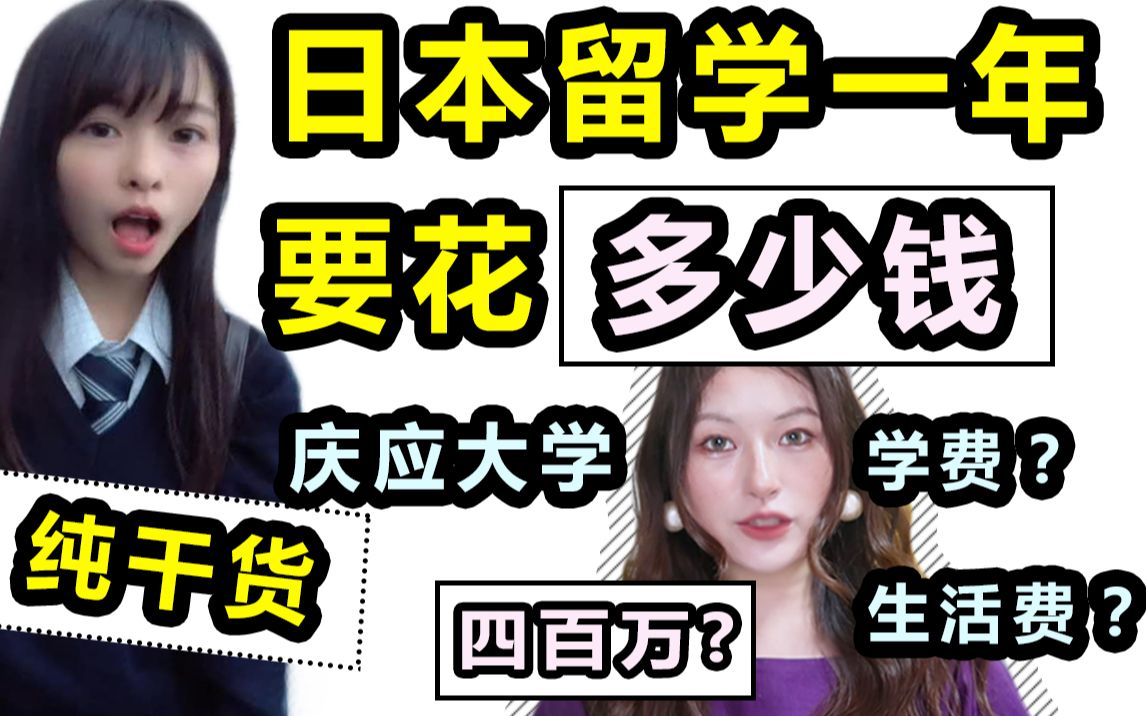 日本留学一年
要花多少钱
庆应大学
学费？
纯干货
四百万？
生活费？